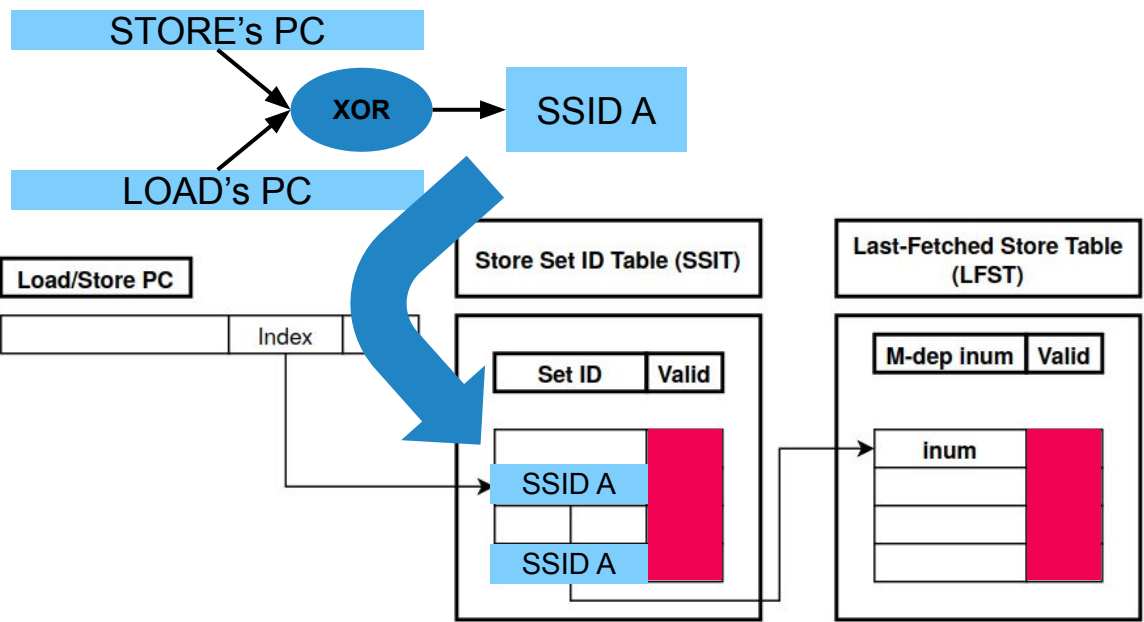 STORE's PC
XOR
SSID A
LOAD's PC
Load/Store PC
Index
Store Set ID Table (SSIT)
Set ID
Valid
SSID A
SSID A
Last-Fetched Store Table
(LFST)
M-dep inum
Valid
inum